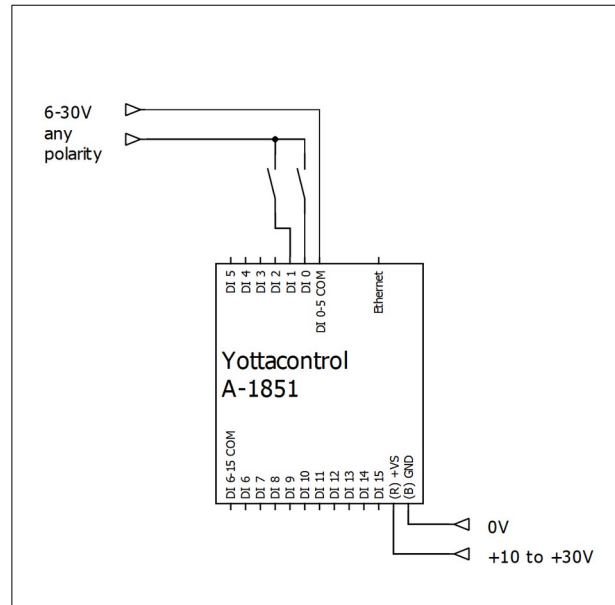 6-30V
any
polarity
DI 5
DI 4
DI 3
DI 2
DI 1
DI 0
DI 0-5 COM
Ethernet
Yottacontrol
A-1851
DI 6-15 COM
DI 6
DI 7
DI 8
DI 9
DI 10
DI 11
DI 12
DI 13
DI 14
DI 15
(R) +VS
(B) GND
0V
+10 to +30V